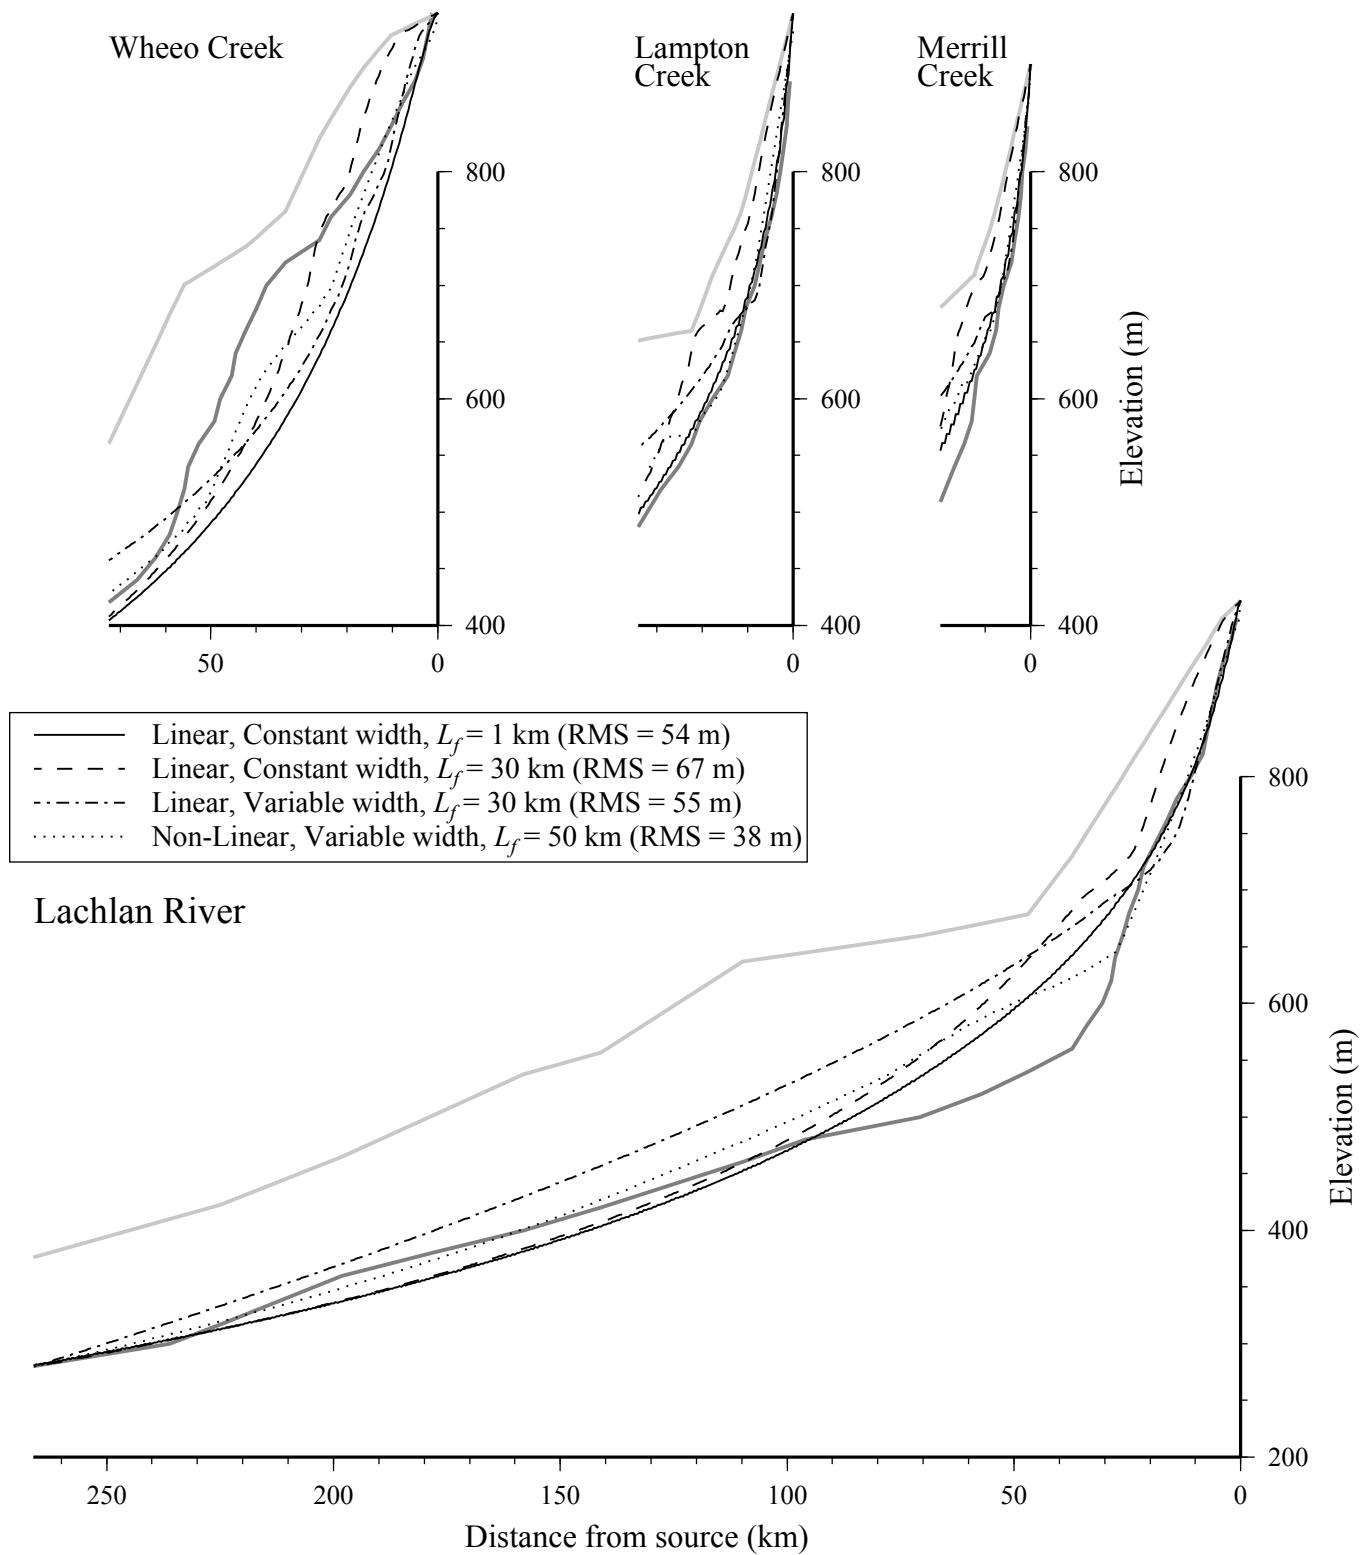 Wheeo Creek
Lampton
Creek
Merrill
Creek
800
600
400
50
0
800
600
400
0
800
600
400
0
Elevation (m)
Linear, Constant width, Lf = 1 km (RMS = 54 m)
Linear, Constant width, Lf = 30 km (RMS = 67 m)
Linear, Variable width, Lf = 30 km (RMS = 55 m)
Non-Linear, Variable width, Lf = 50 km (RMS = 38 m)
Lachlan River
800
600
400
200
Elevation (m)
250
200
150
100
50
0
Distance from source (km)